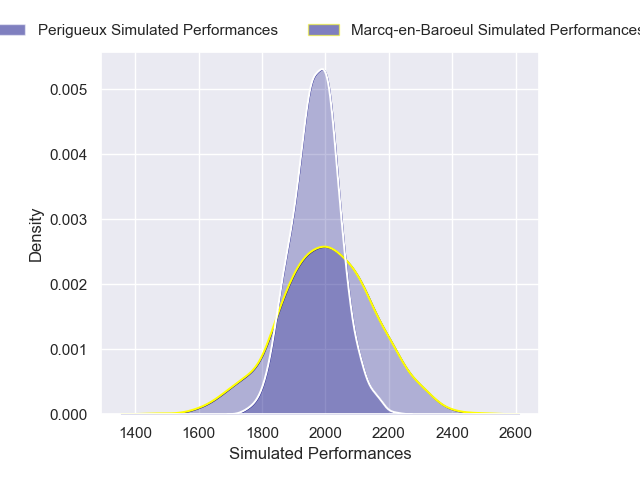 Perigueux Simulated Performances Marcq-en-Baroeul Simulated Performances
0.005
0.004
0.003
0.002
0.001
0.000
Density
1400 1600 1800 2000 2200 2400 2600
Simulated Performances